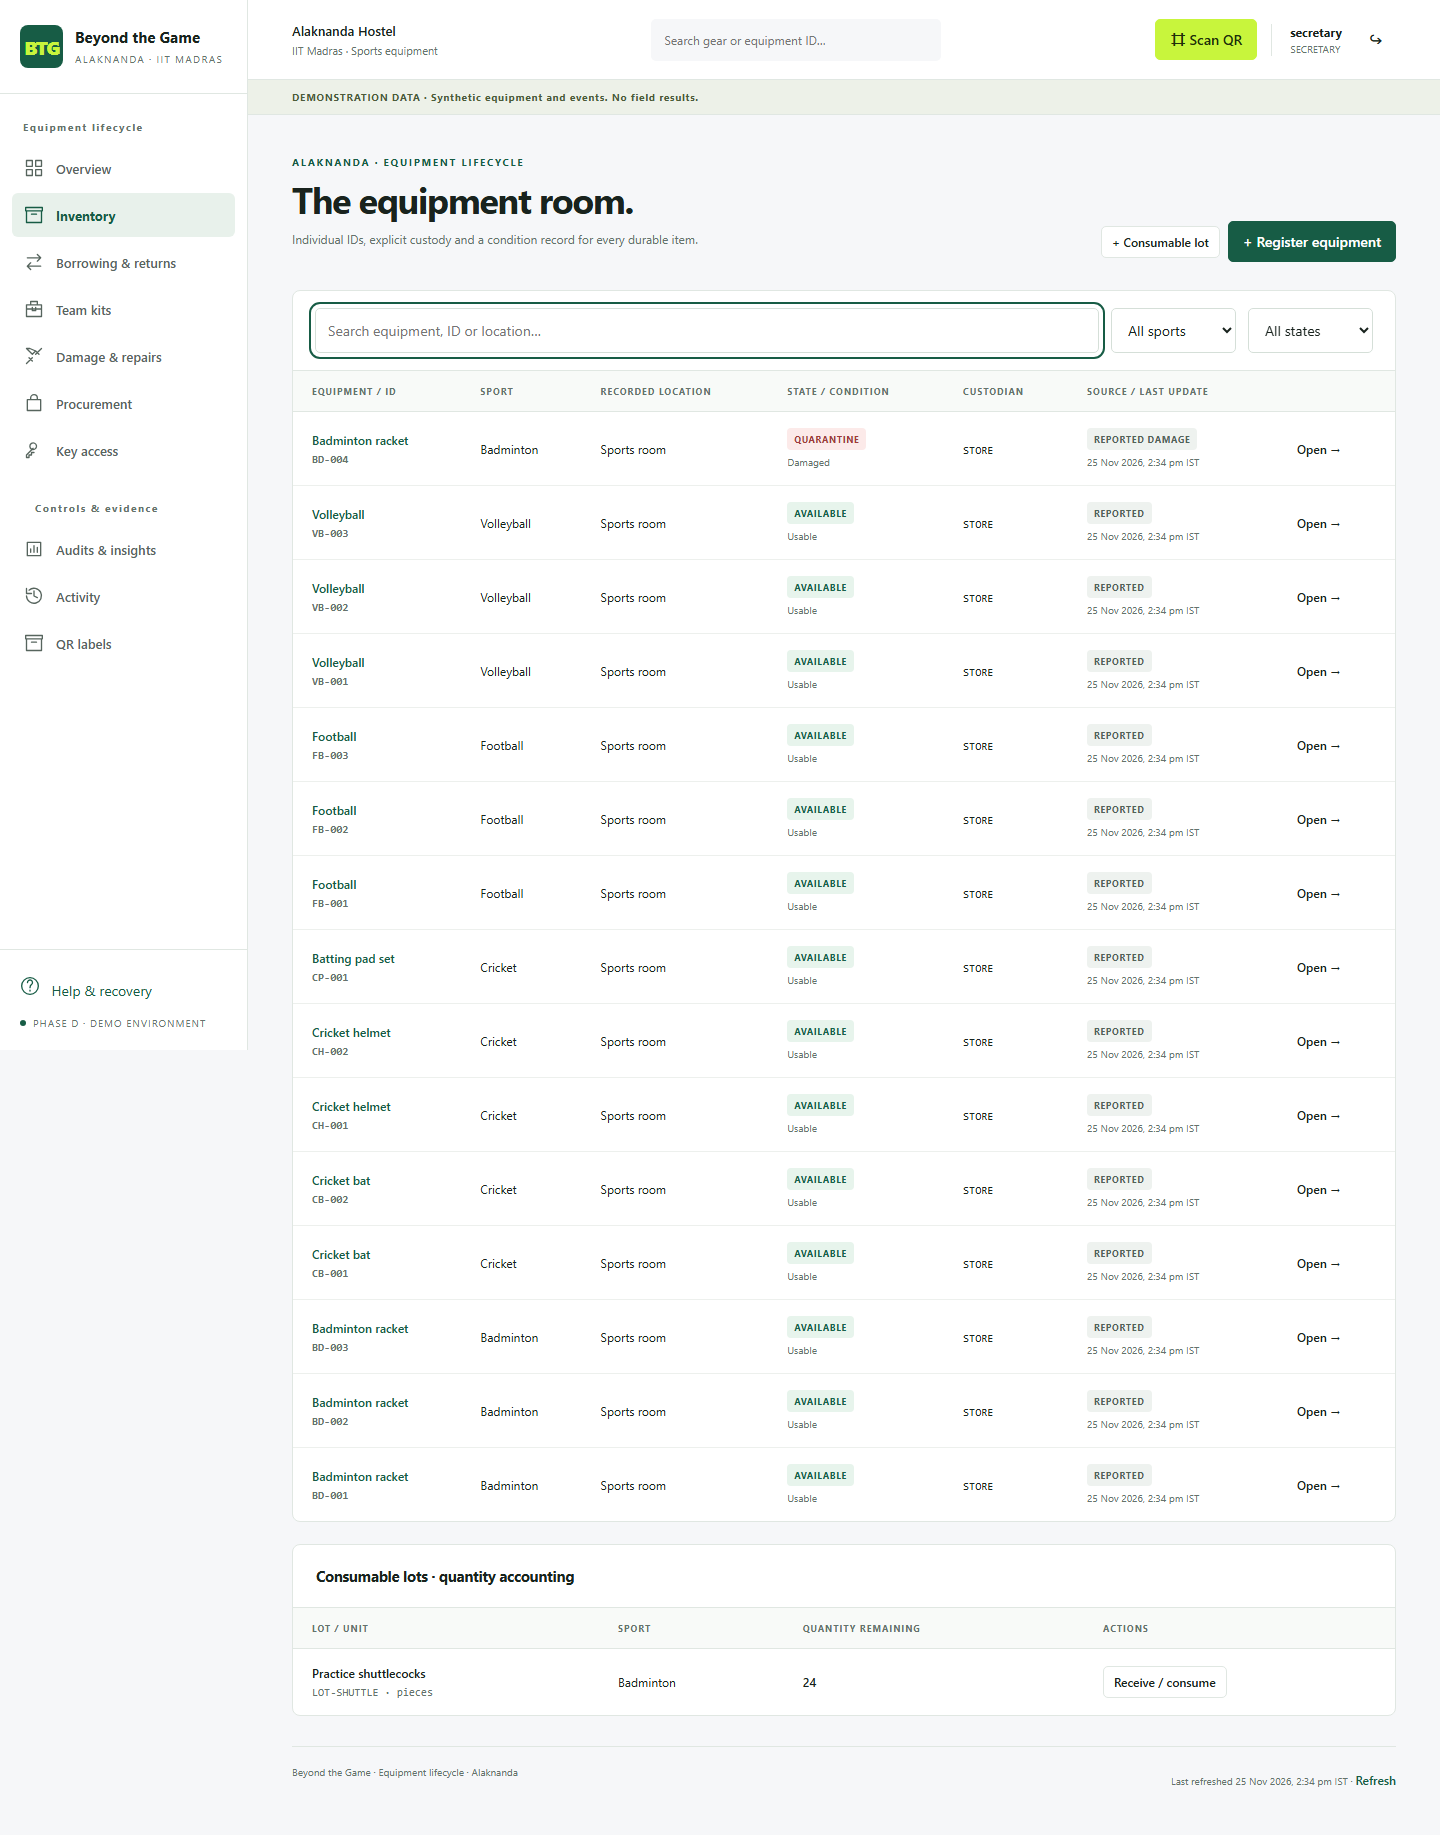 BTG
Beyond the Game
ALAKNANDA · IIT MADRAS
Equipment lifecycle
Overview
Inventory
Borrowing & returns
Team kits
Damage & repairs
Procurement
Key access
Controls & evidence
Audits & insights
Activity
QR labels
Help & recovery
PHASE D · DEMO ENVIRONMENT
Alaknanda Hostel
IIT Madras · Sports equipment
Search gear or equipment ID...
Scan QR
secretary
SECRETARY
DEMONSTRATION DATA · Synthetic equipment and events. No field results.
ALAKNANDA · EQUIPMENT LIFECYCLE
The equipment room.
Individual IDs, explicit custody and a condition record for every durable item.
+ Consumable lot
+ Register equipment
Search equipment, ID or location...
All sports
All states
EQUIPMENT / ID SPORT RECORDED LOCATION STATE / CONDITION CUSTODIAN SOURCE / LAST UPDATE
Badminton racket BD-004 Badminton Sports room QUARANTINE Damaged STORE REPORTED DAMAGE 25 Nov 2026, 2:34 pm IST Open →
Volleyball VB-003 Volleyball Sports room AVAILABLE Usable STORE REPORTED 25 Nov 2026, 2:34 pm IST Open →
Volleyball VB-002 Volleyball Sports room AVAILABLE Usable STORE REPORTED 25 Nov 2026, 2:34 pm IST Open →
Volleyball VB-001 Volleyball Sports room AVAILABLE Usable STORE REPORTED 25 Nov 2026, 2:34 pm IST Open →
Football FB-003 Football Sports room AVAILABLE Usable STORE REPORTED 25 Nov 2026, 2:34 pm IST Open →
Football FB-002 Football Sports room AVAILABLE Usable STORE REPORTED 25 Nov 2026, 2:34 pm IST Open →
Football FB-001 Football Sports room AVAILABLE Usable STORE REPORTED 25 Nov 2026, 2:34 pm IST Open →
Batting pad set CP-001 Cricket Sports room AVAILABLE Usable STORE REPORTED 25 Nov 2026, 2:34 pm IST Open →
Cricket helmet CH-002 Cricket Sports room AVAILABLE Usable STORE REPORTED 25 Nov 2026, 2:34 pm IST Open →
Cricket helmet CH-001 Cricket Sports room AVAILABLE Usable STORE REPORTED 25 Nov 2026, 2:34 pm IST Open →
Cricket bat CB-002 Cricket Sports room AVAILABLE Usable STORE REPORTED 25 Nov 2026, 2:34 pm IST Open →
Cricket bat CB-001 Cricket Sports room AVAILABLE Usable STORE REPORTED 25 Nov 2026, 2:34 pm IST Open →
Badminton racket BD-003 Badminton Sports room AVAILABLE Usable STORE REPORTED 25 Nov 2026, 2:34 pm IST Open →
Badminton racket BD-002 Badminton Sports room AVAILABLE Usable STORE REPORTED 25 Nov 2026, 2:34 pm IST Open →
Badminton racket BD-001 Badminton Sports room AVAILABLE Usable STORE REPORTED 25 Nov 2026, 2:34 pm IST Open →
Consumable lots · quantity accounting
LOT / UNIT SPORT QUANTITY REMAINING ACTIONS
Practice shuttlecocks LOT-SHUTTLE · pieces Badminton 24 Receive / consume
Beyond the Game · Equipment lifecycle · Alaknanda
Last refreshed 25 Nov 2026, 2:34 pm IST · Refresh